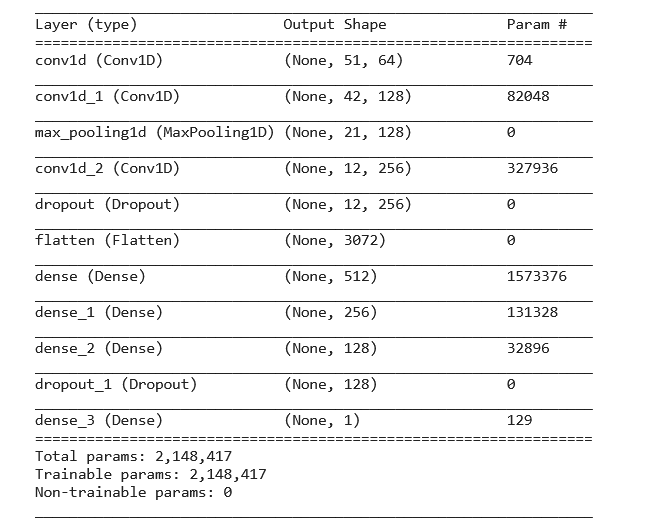 Layer (type) Output Shape Param #
=================================================================
conv1d (Conv1D) (None, 51, 64) 704
conv1d_1 (Conv1D) (None, 42, 128) 82048
max_pooling1d (MaxPooling1D) (None, 21, 128) 0
conv1d_2 (Conv1D) (None, 12, 256) 327936
dropout (Dropout) (None, 12, 256) 0
flatten (Flatten) (None, 3072) 0
dense (Dense) (None, 512) 1573376
dense_1 (Dense) (None, 256) 131328
dense_2 (Dense) (None, 128) 32896
dropout_1 (Dropout) (None, 128) 0
dense_3 (Dense) (None, 1) 129
=================================================================
Total params: 2,148,417
Trainable params: 2,148,417
Non-trainable params: 0